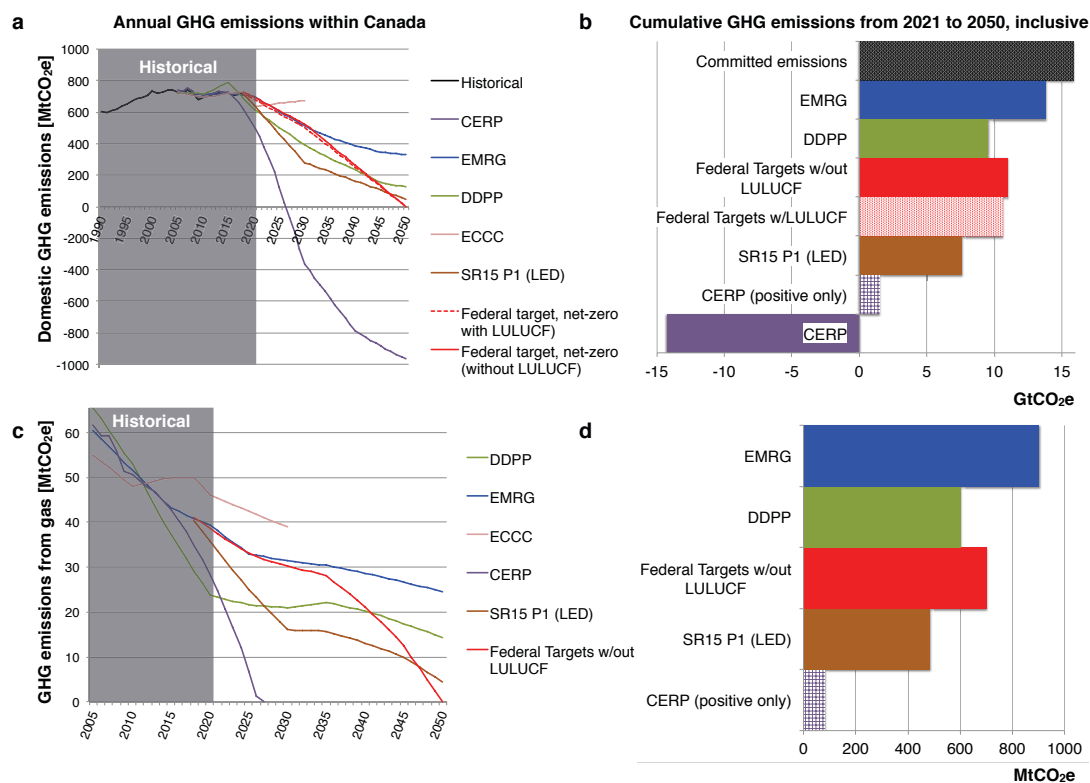 a
Annual GHG emissions within Canada
Domestic GHG emissions [MtCO2e]
1000
800
600
400
200
0
-200
-400
-600
-800
-1000
Historical
1990
1995
2000
2005
2010
2015
2020
2025
2030
2035
2040
2045
2050
Historical
CERP
EMRG
DDPP
ECCC
SR15 P1 (LED)
Federal target, net-zero
with LULUCF)
Federal target, net-zero
(without LULUCF)
b
Cumulative GHG emissions from 2021 to 2050, inclusive
Committed emissions
EMRG
DDPP
Federal Targets w/out
LULUCF
Federal Targets w/LULUCF
SR15 P1 (LED)
CERP (positive only)
CERP
-15
-10
-5
0
5
10
15
GtCO2e
c
GHG emissions from gas [MtCO2e]
60
50
40
30
20
10
0
Historical
2005
2010
2015
2020
2025
2030
2035
2040
2045
2050
DDPP
EMRG
ECCC
CERP
SR15 P1 (LED)
Federal Targets w/out
LULUCF
d
EMRG
DDPP
Federal Targets w/out
LULUCF
SR15 P1 (LED)
CERP (positive only)
0
200
400
600
800
1000
MtCO2e